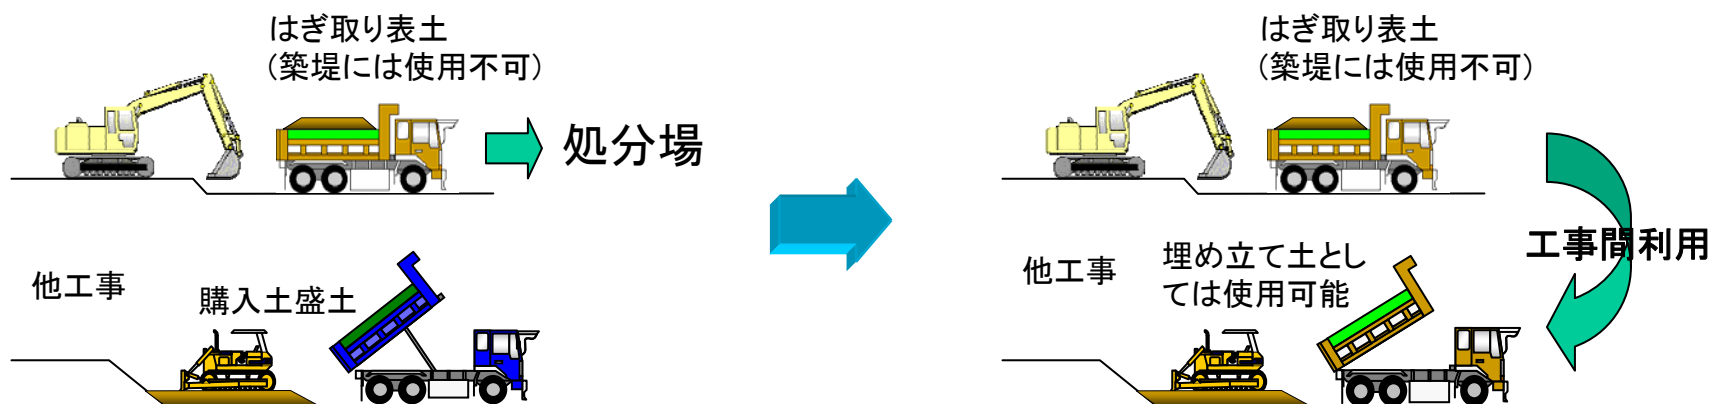 はぎ取り表土
(築堤には使用不可)
処分場
他工事
購入土盛土
はぎ取り表土
(築堤には使用不可)
工事間利用
他工事
埋め立て土とし
ては使用可能